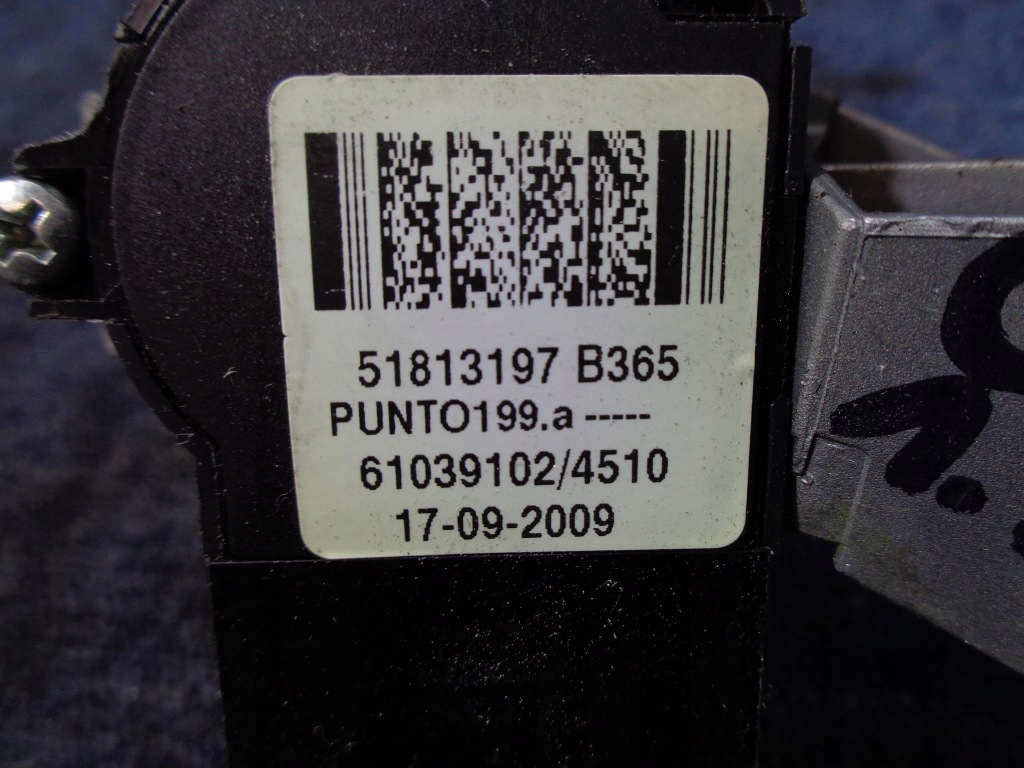 51813197 B365
PUNTO199.a -----
61039102/4510
17-09-2009